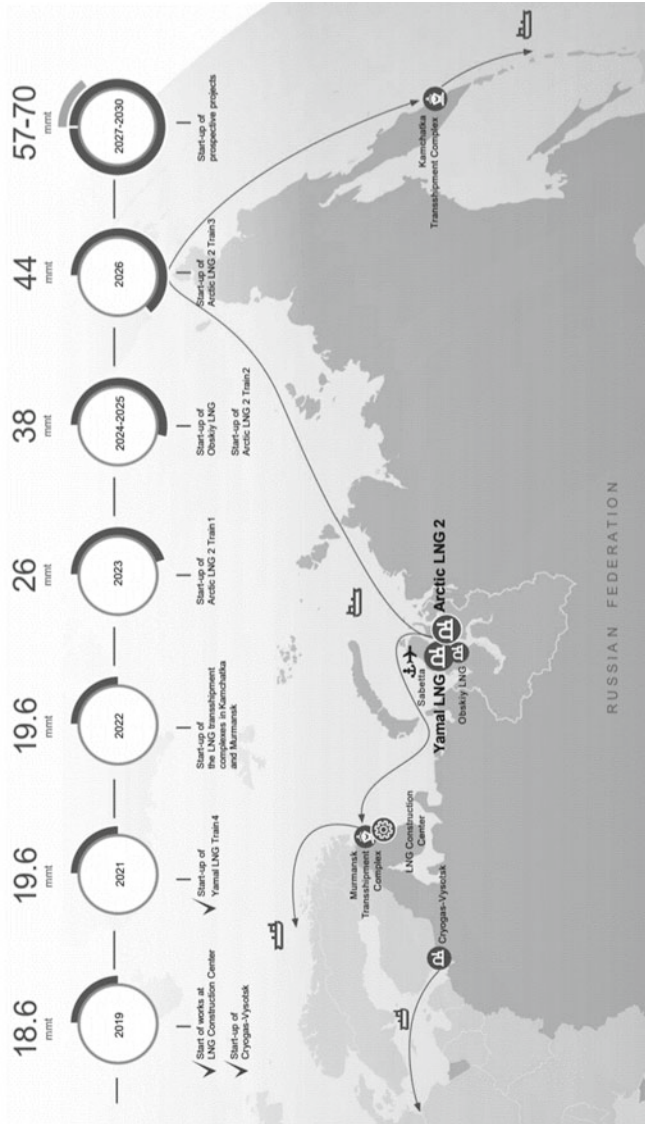 18.6
mmt
2019
Start of works at
LNG Construction Center
Start-up of
Cryogas-Vysotsk
19.6
mmt
2021
Start-up of
Yamal LNG Train4
19.6
mmt
2022
Start-up of
the LNG transshipment
complexes in Kamchatka
and Murmansk
26
mmt
2023
Start-up of
Arctic LNG 2 Train1
38
mmt
2024-2025
Start-up of
Obskiy LNG
Start-up of
Arctic LNG 2 Train2
44
mmt
2026
Start-up of
Arctic LNG 2 Train3
57-70
mmt
2027-2030
Start-up of
prospective projects
Murmansk
Transshipment
Complex
LNG Construction
Center
Cryogas-Vysotsk
Sabetta
Yamal LNG
Arctic LNG 2
Obskiy LNG
Kamchatka
Transshipment Complex
RUSSIAN FEDERATION